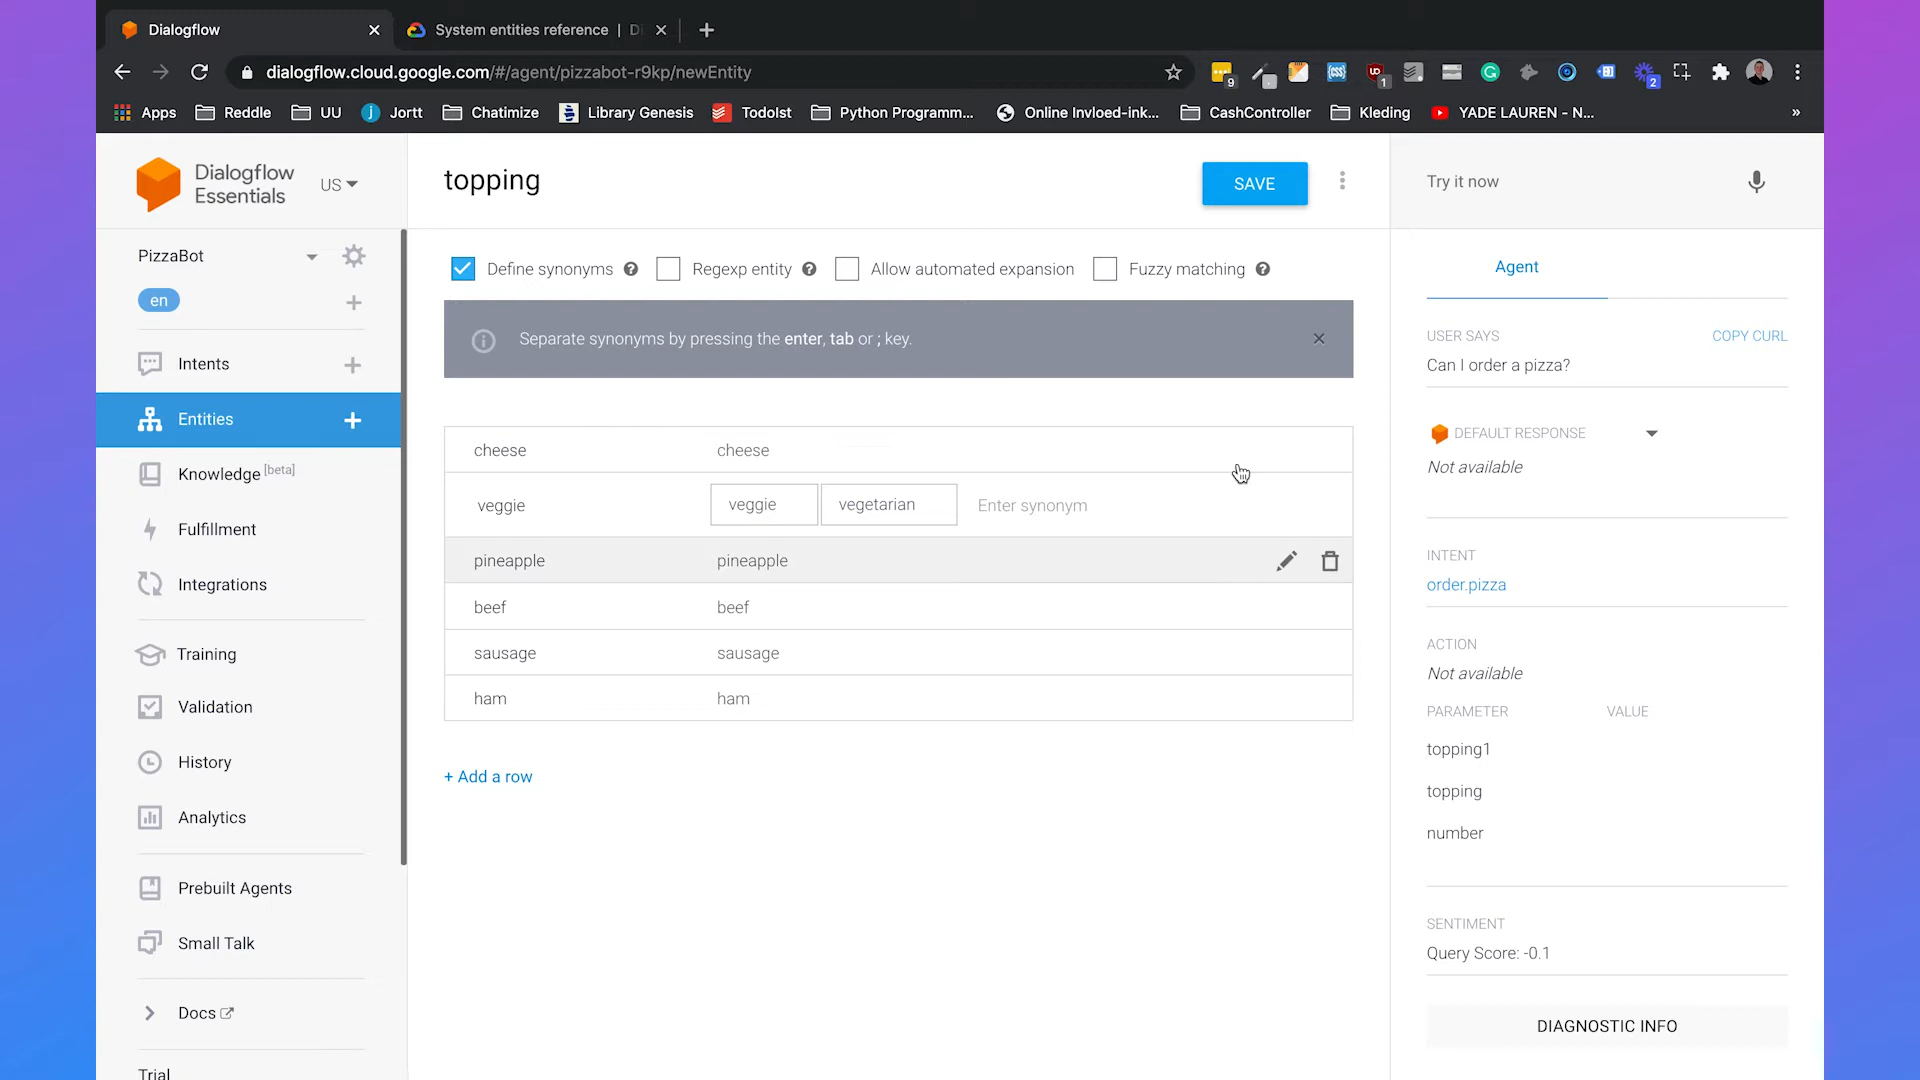 Dialogflow
System entities reference | Di
dialogflow.cloud.google.com/#/agent/pizzabot-r9kp/newEntity
9
1
2
Apps
Reddle
UU
Jortt
Chatimize
Library Genesis
TodoIst
Python Programm...
Online Invloed-ink...
CashController
Kleding
YADE LAUREN - N...
»
Dialogflow
Essentials
US
topping
SAVE
Try it now
PizzaBot
en
Intents
Entities
Knowledge [beta]
Fulfillment
Integrations
Training
Validation
History
Analytics
Prebuilt Agents
Small Talk
Docs
Trial
Define synonyms
Regexp entity
Allow automated expansion
Fuzzy matching
Separate synonyms by pressing the enter, tab or ; key.
cheese cheese
veggie veggie vegetarian Enter synonym
pineapple pineapple
beef beef
sausage sausage
ham ham
+ Add a row
Agent
USER SAYS COPY CURL
Can I order a pizza?
DEFAULT RESPONSE
Not available
INTENT
order.pizza
ACTION
Not available
PARAMETER VALUE
topping1
topping
number
SENTIMENT
Query Score: -0.1
DIAGNOSTIC INFO